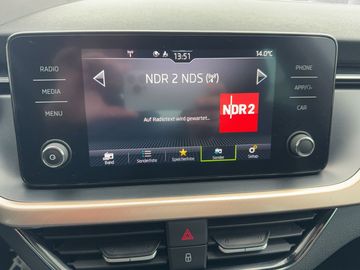 13:51
14.0°C
RADIO
MEDIA
MENU
PHONE
APP
CAR
NDR 2 NDS
NDR 2
Auf Radiotext wird gewartet...
Band
Senderliste
Speicherliste
Sender
Setup